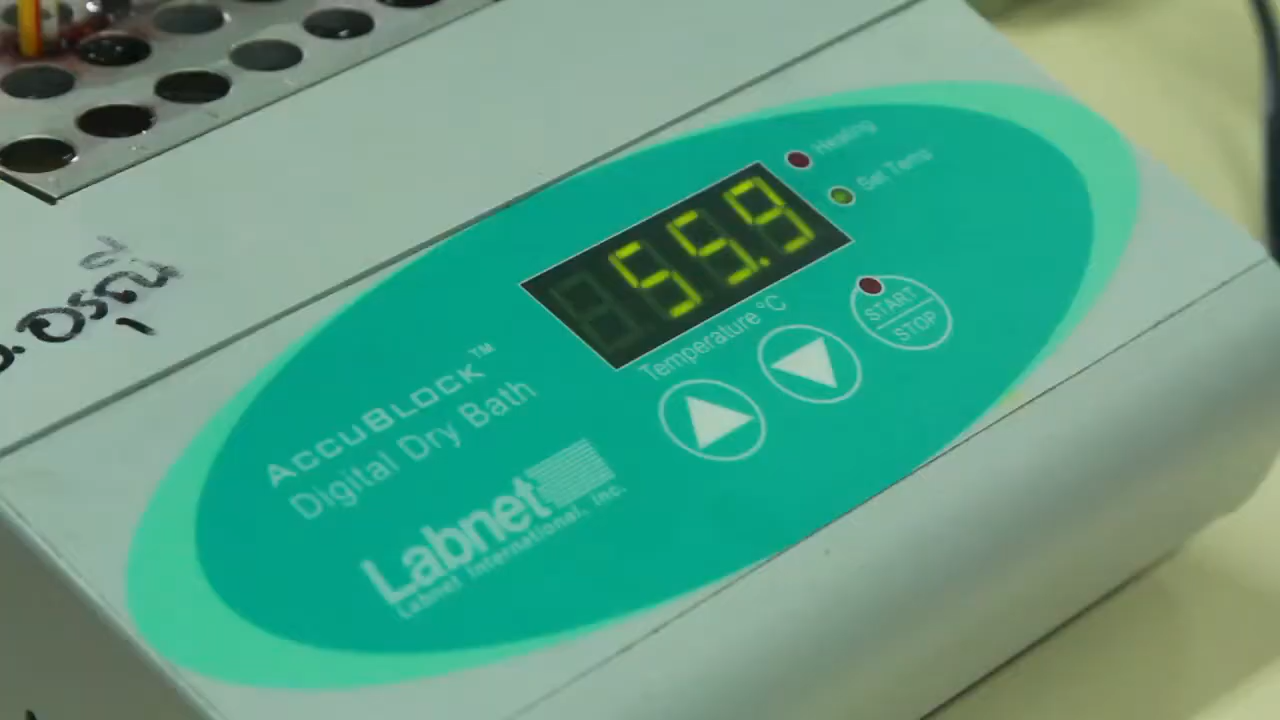 Heating
Set Temp
55.9
Temperature °C
START
STOP
ACCUBLOCK™
Digital Dry Bath
Labnet
Labnet International, Inc.